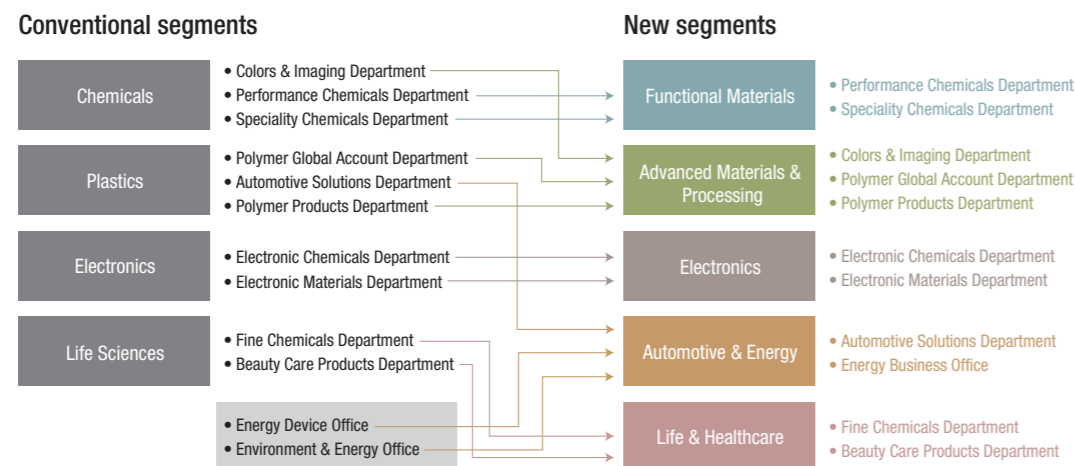 Conventional segments
New segments
Chemicals
• Colors & Imaging Department
• Performance Chemicals Department
• Speciality Chemicals Department
Functional Materials
• Performance Chemicals Department
• Speciality Chemicals Department
Plastics
• Polymer Global Account Department
• Automotive Solutions Department
• Polymer Products Department
Advanced Materials &
Processing
• Colors & Imaging Department
• Polymer Global Account Department
• Polymer Products Department
Electronics
• Electronic Chemicals Department
• Electronic Materials Department
Electronics
• Electronic Chemicals Department
• Electronic Materials Department
Life Sciences
• Fine Chemicals Department
• Beauty Care Products Department
Automotive & Energy
• Automotive Solutions Department
• Energy Business Office
• Energy Device Office
• Environment & Energy Office
Life & Healthcare
• Fine Chemicals Department
• Beauty Care Products Department